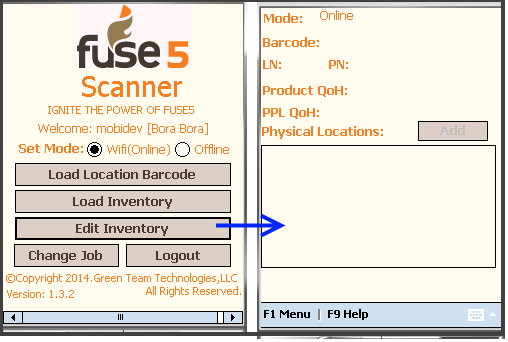 fuse 5
Scanner
IGNITE THE POWER OF FUSE5
Welcome: mobidev [Bora Bora]
Set Mode: Wifi(Online) Offline
Load Location Barcode
Load Inventory
Edit Inventory
Change Job Logout
©Copyright 2014.Green Team Technologies,LLC
All Rights Reserved.
Version: 1.3.2
Mode: Online
Barcode:
LN: PN:
Product QoH:
PPL QoH:
Physical Locations: Add
F1 Menu | F9 Help